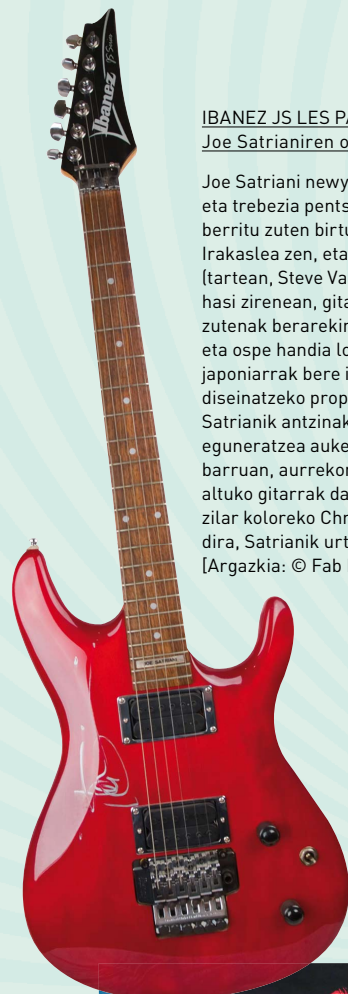 Ibanez
JS Series
IBANEZ JS LES PA
Joe Satrianiren o
Joe Satriani newy
eta trebezia pents
berritu zuten birtu
Irakaslea zen, eta
(tartean, Steve Va
hasi zirenean, gita
zutenak berarekin
eta ospe handia lo
japoniarrak bere i
diseinatzeko prop
Satrianik antzinak
eguneratzea auke
barruan, aurrekon
altuko gitarrak da
zilar koloreko Chr
dira, Satrianik urt
[Argazkia: © Fab
JOE SATRIANI